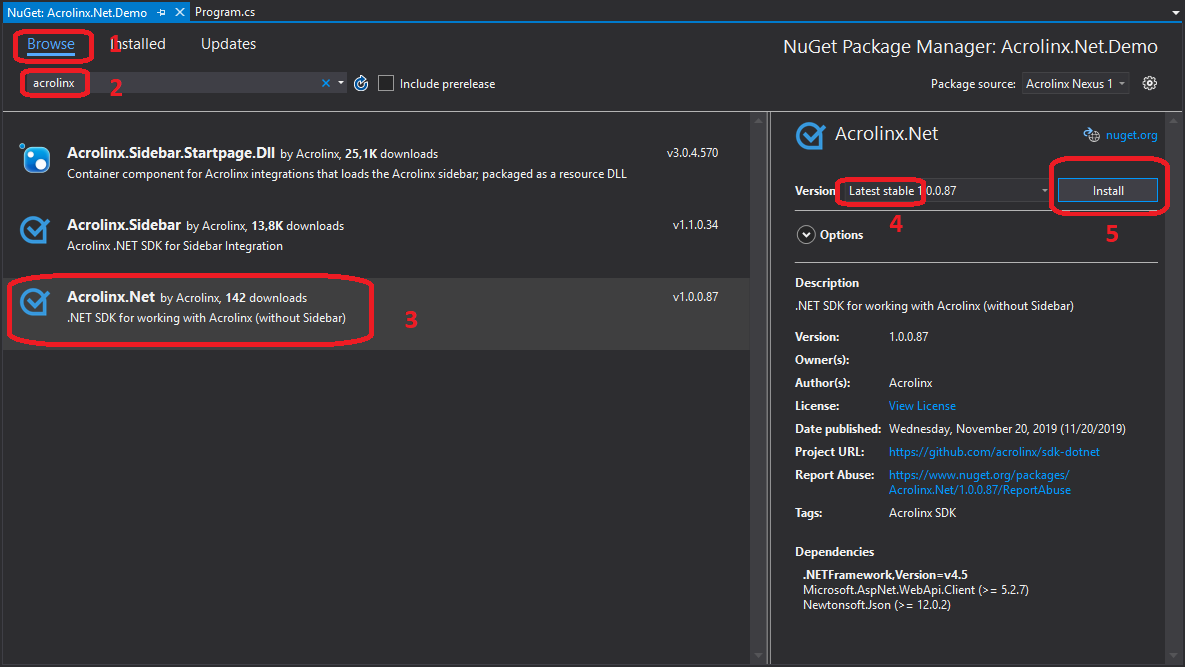 NuGet: Acrolinx.Net.Demo
Program.cs
Browse
1
Installed
Updates
NuGet Package Manager: Acrolinx.Net.Demo
acrolinx
2
Include prerelease
Package source: Acrolinx Nexus 1
Acrolinx.Sidebar.Startpage.Dll by Acrolinx, 25,1K downloads
v3.0.4.570
Container component for Acrolinx integrations that loads the Acrolinx sidebar; packaged as a resource DLL
Acrolinx.Sidebar by Acrolinx, 13,8K downloads
v1.1.0.34
Acrolinx .NET SDK for Sidebar Integration
Acrolinx.Net by Acrolinx, 142 downloads
v1.0.0.87
.NET SDK for working with Acrolinx (without Sidebar)
3
Acrolinx.Net
nuget.org
Version: Latest stable 1.0.0.87
Install
4
5
Options
Description
.NET SDK for working with Acrolinx (without Sidebar)
Version: 1.0.0.87
Owner(s):
Author(s): Acrolinx
License: View License
Date published: Wednesday, November 20, 2019 (11/20/2019)
Project URL: https://github.com/acrolinx/sdk-dotnet
Report Abuse: https://www.nuget.org/packages/
Acrolinx.Net/1.0.0.87/ReportAbuse
Tags: Acrolinx SDK
Dependencies
.NETFramework,Version=v4.5
Microsoft.AspNet.WebApi.Client (>= 5.2.7)
Newtonsoft.Json (>= 12.0.2)